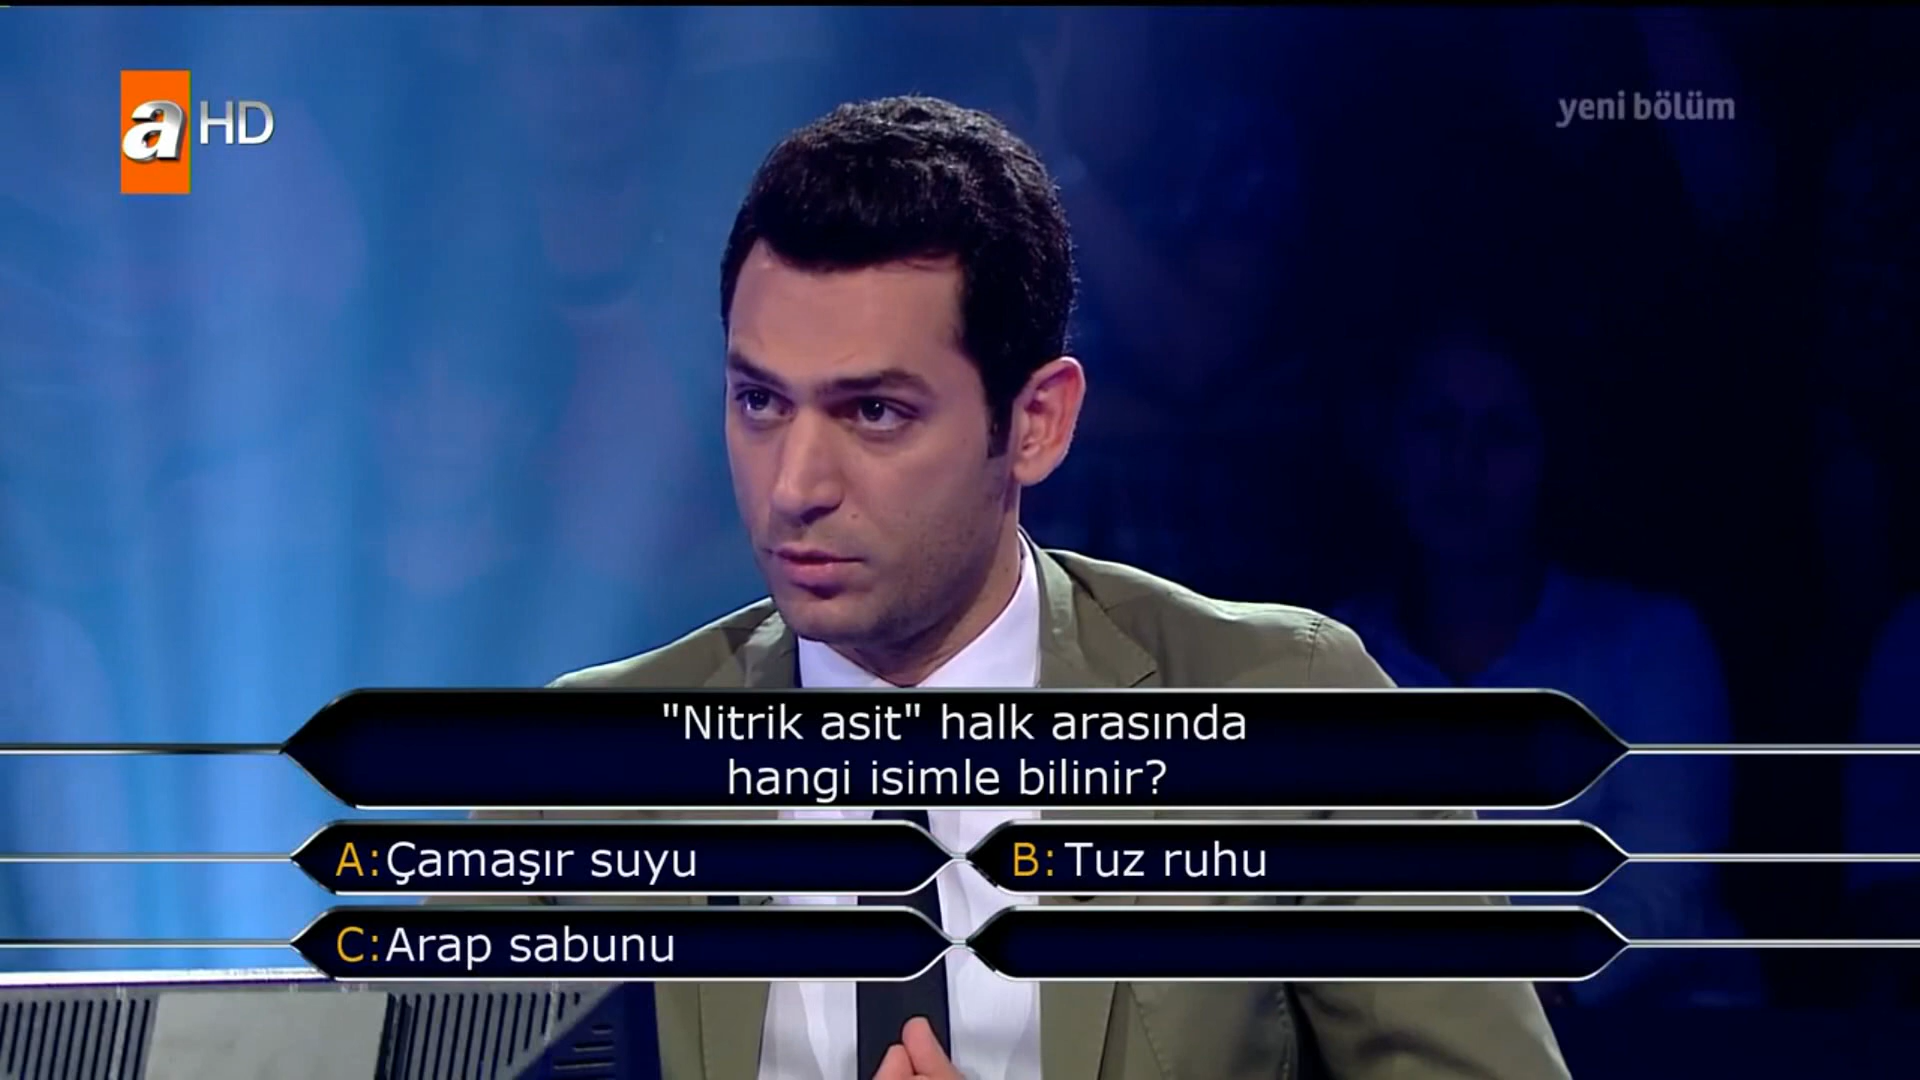 a HD
yeni bölüm
"Nitrik asit" halk arasında
hangi isimle bilinir?
A:Çamaşır suyu
B:Tuz ruhu
C:Arap sabunu